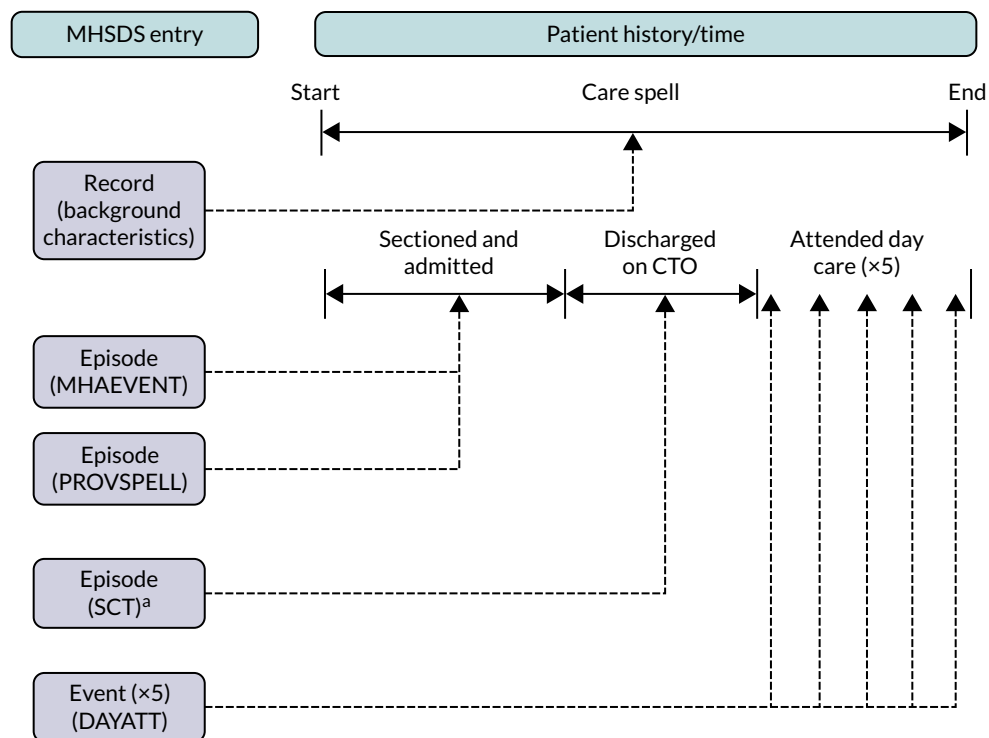 MHSDS entry
Patient history/time
Start
Care spell
End
Record
(background
characteristics)
Sectioned and
admitted
Discharged
on CTO
Attended day
care (×5)
Episode
(MHAEVENT)
Episode
(PROVSPELL)
Episode
(SCT)ᵃ
Event (×5)
(DAYATT)